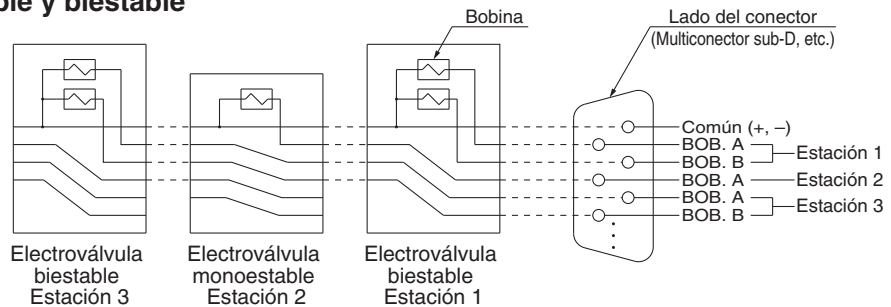 ble y biestable
Bobina
Lado del conector
(Multiconector sub-D, etc.)
Común (+, –)
BOB. A
BOB. B
Estación 1
BOB. A
Estación 2
BOB. A
BOB. B
Estación 3
Electroválvula
biestable
Estación 3
Electroválvula
monoestable
Estación 2
Electroválvula
biestable
Estación 1